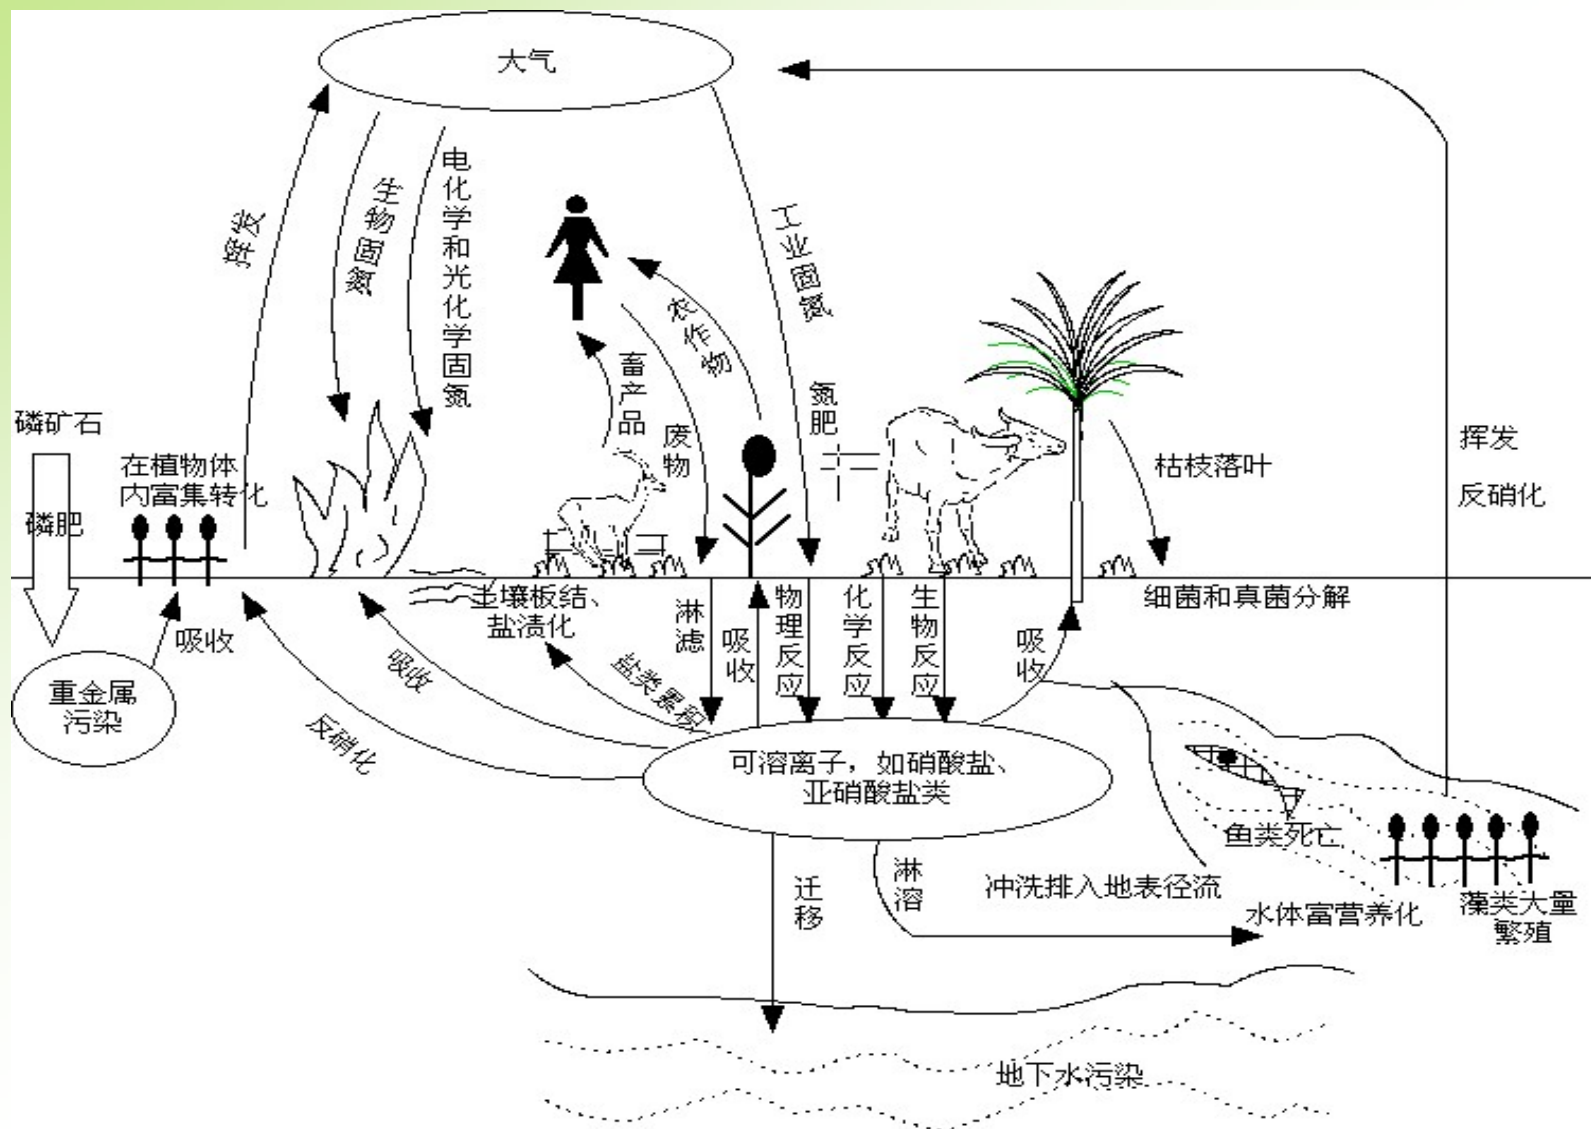 大气
挥发
生物固氮
电化学和光化学固氮
工业固氮
农作物
畜产品
废物
氮肥
磷矿石
磷肥
在植物体
内富集转化
枯枝落叶
挥发
反硝化
细菌和真菌分解
吸收
重金属
污染
吸收
反硝化
土壤板结、
盐渍化
盐类累积
淋滤
吸收
物理反应
化学反应
生物反应
吸收
可溶离子，如硝酸盐、
亚硝酸盐类
鱼类死亡
迁移
淋溶
冲洗排入地表径流
水体富营养化
藻类大量
繁殖
地下水污染